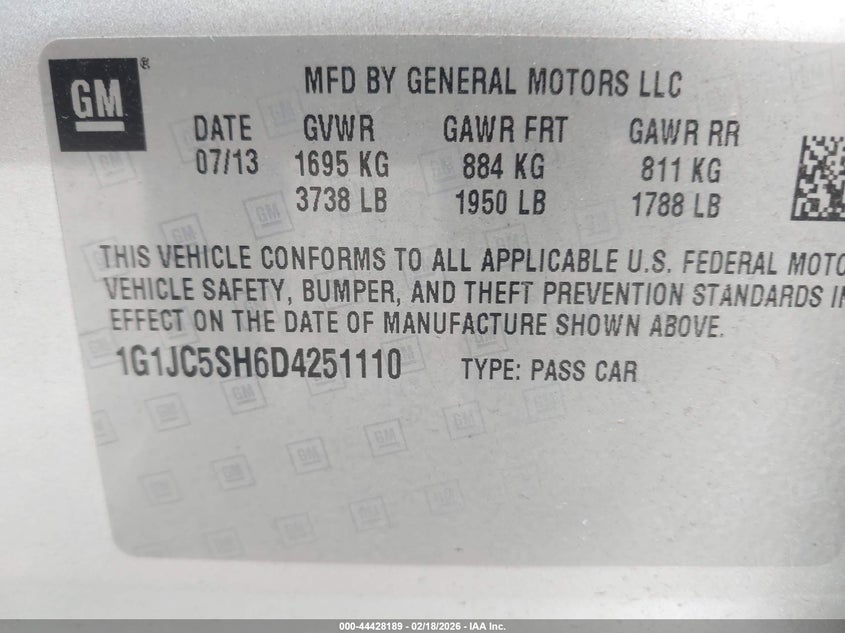 GM®
MFD BY GENERAL MOTORS LLC
DATE GVWR GAWR FRT GAWR RR
07/13 1695 KG 884 KG 811 KG
3738 LB 1950 LB 1788 LB
THIS VEHICLE CONFORMS TO ALL APPLICABLE U.S. FEDERAL MOTO
VEHICLE SAFETY, BUMPER, AND THEFT PREVENTION STANDARDS IN
EFFECT ON THE DATE OF MANUFACTURE SHOWN ABOVE.
1G1JC5SH6D4251110 TYPE: PASS CAR
000-44428189 - 02/18/2026 - IAA Inc.